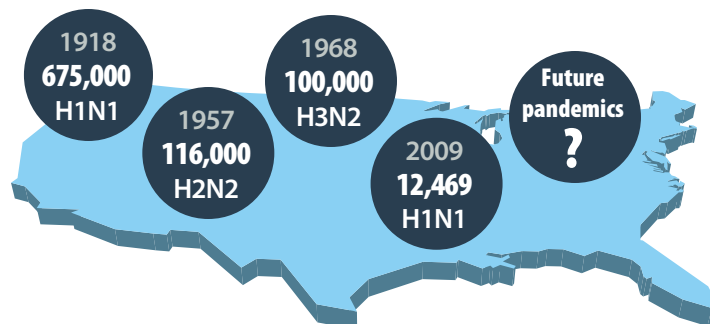 1918
675,000
H1N1
1957
116,000
H2N2
1968
100,000
H3N2
2009
12,469
H1N1
Future
pandemics
?